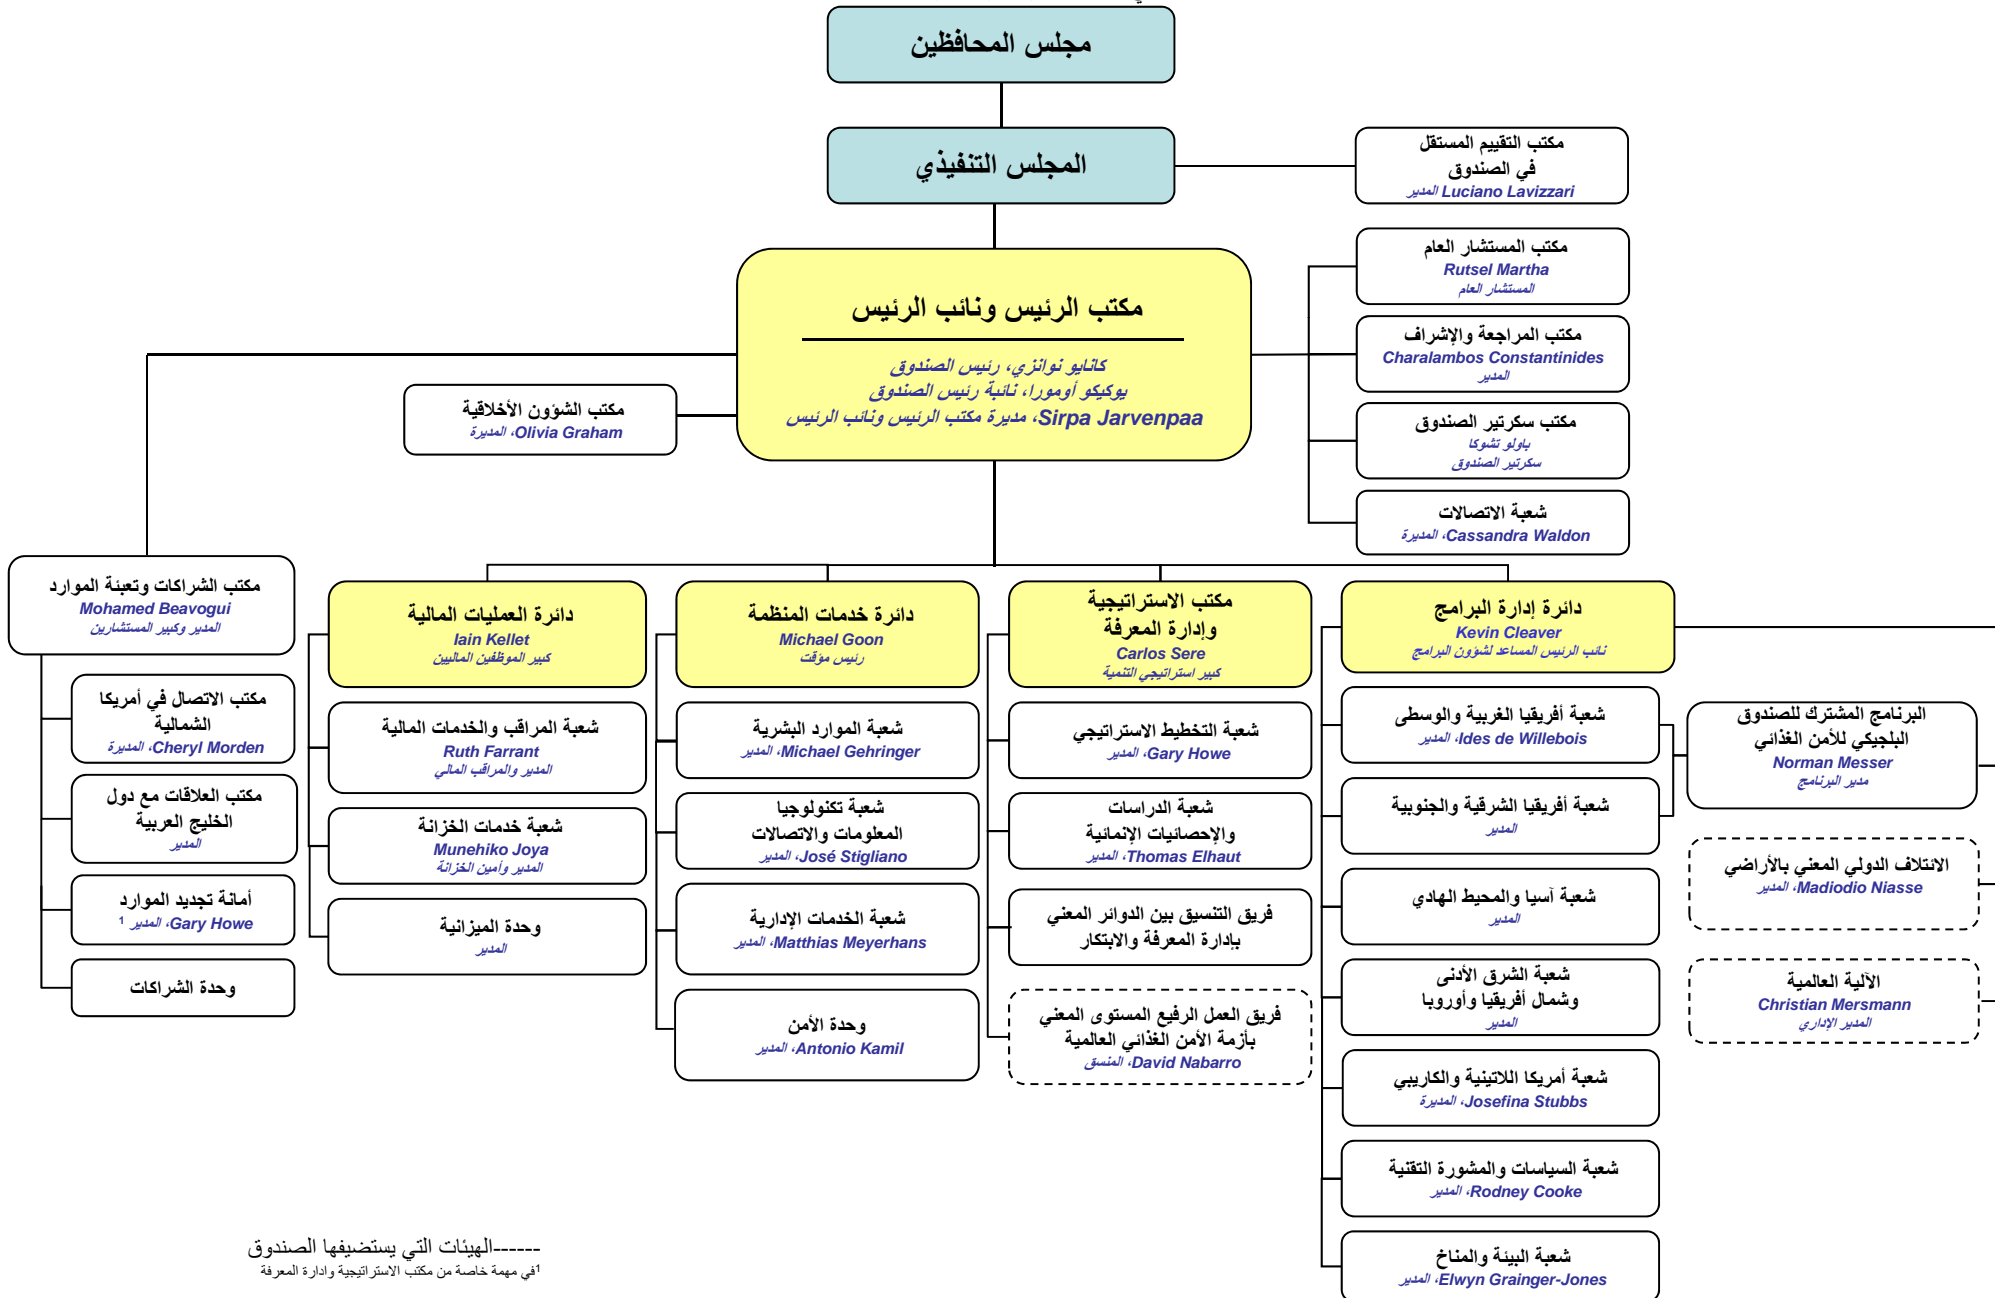 مجلس المحافظين
المجلس التنفيذي
مكتب التقييم المستقل
في الصندوق
Luciano Lavizzari المدير
مكتب الرئيس ونائب الرئيس
كانايو نوانزي، رئيس الصندوق
يوكيكو أومورا، نائبة رئيس الصندوق
Sirpa Jarvenpaa، مديرة مكتب الرئيس ونائب الرئيس
مكتب المستشار العام
Rutsel Martha
المستشار العام
مكتب المراجعة والإشراف
Charalambos Constantinides
المدير
مكتب سكرتير الصندوق
باولو تشوكا
سكرتير الصندوق
شعبة الاتصالات
Cassandra Waldon، المديرة
مكتب الشؤون الأخلاقية
Olivia Graham، المديرة
دائرة إدارة البرامج
Kevin Cleaver
نائب الرئيس المساعد لشؤون البرامج
شعبة أفريقيا الغربية والوسطى
Ides de Willebois، المدير
شعبة أفريقيا الشرقية والجنوبية
المدير
شعبة آسيا والمحيط الهادي
المدير
شعبة الشرق الأدنى
وشمال أفريقيا وأوروبا
المدير
شعبة أمريكا اللاتينية والكاريبي
Josefina Stubbs، المديرة
شعبة السياسات والمشورة التقنية
Rodney Cooke، المدير
شعبة البيئة والمناخ
Elwyn Grainger-Jones، المدير
البرنامج المشترك للصندوق
البلجيكي للأمن الغذائي
Norman Messer
مدير البرنامج
الائتلاف الدولي المعني بالأراضي
Madiodio Niasse، المدير
الآلية العالمية
Christian Mersmann
المدير الإداري
مكتب الاستراتيجية
وإدارة المعرفة
Carlos Sere
كبير استراتيجي التنمية
شعبة التخطيط الاستراتيجي
Gary Howe، المدير
شعبة الدراسات
والإحصائيات الإنمائية
Thomas Elhaut، المدير
فريق التنسيق بين الدوائر المعني
بإدارة المعرفة والابتكار
فريق العمل الرفيع المستوى المعني
بأزمة الأمن الغذائي العالمية
David Nabarro، المنسق
دائرة خدمات المنظمة
Michael Goon
رئيس مؤقت
شعبة الموارد البشرية
Michael Gehringer، المدير
شعبة تكنولوجيا
المعلومات والاتصالات
José Stigliano، المدير
شعبة الخدمات الإدارية
Matthias Meyerhans، المدير
وحدة الأمن
Antonio Kamil، المدير
دائرة العمليات المالية
Iain Kellet
كبير الموظفين الماليين
شعبة المراقب والخدمات المالية
Ruth Farrant
المدير والمراقب المالي
شعبة خدمات الخزانة
Munehiko Joya
المدير وأمين الخزانة
وحدة الميزانية
المدير
مكتب الشراكات وتعبئة الموارد
Mohamed Beavogui
المدير وكبير المستشارين
مكتب الاتصال في أمريكا
الشمالية
Cheryl Morden، المديرة
مكتب العلاقات مع دول
الخليج العربية
المدير
أمانة تجديد الموارد
Gary Howe، المدير ¹
وحدة الشراكات
------الهيئات التي يستضيفها الصندوق
¹في مهمة خاصة من مكتب الاستراتيجية وادارة المعرفة